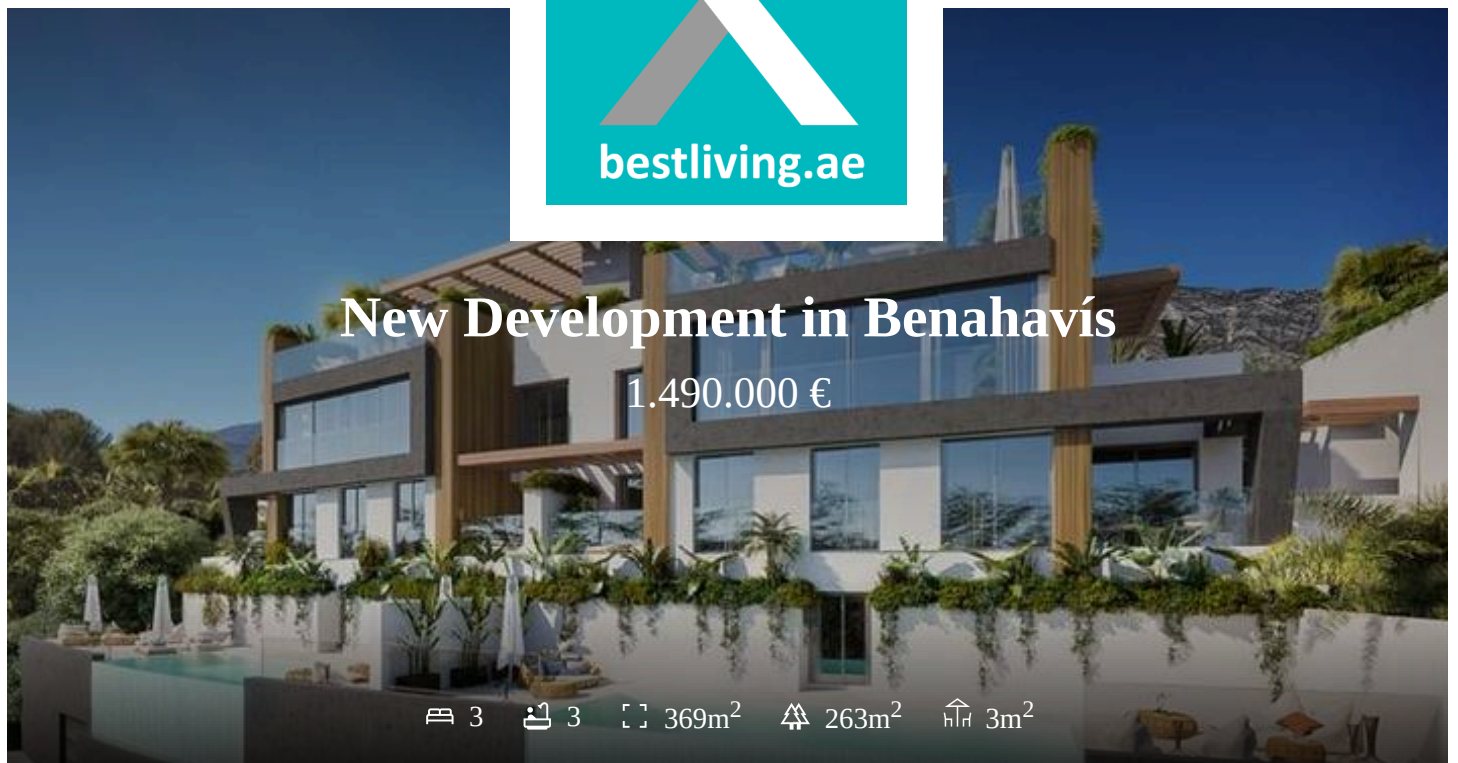 bestliving.ae
New Development in Benahavís
1.490.000 €
3 3 369m² 263m² 3m²